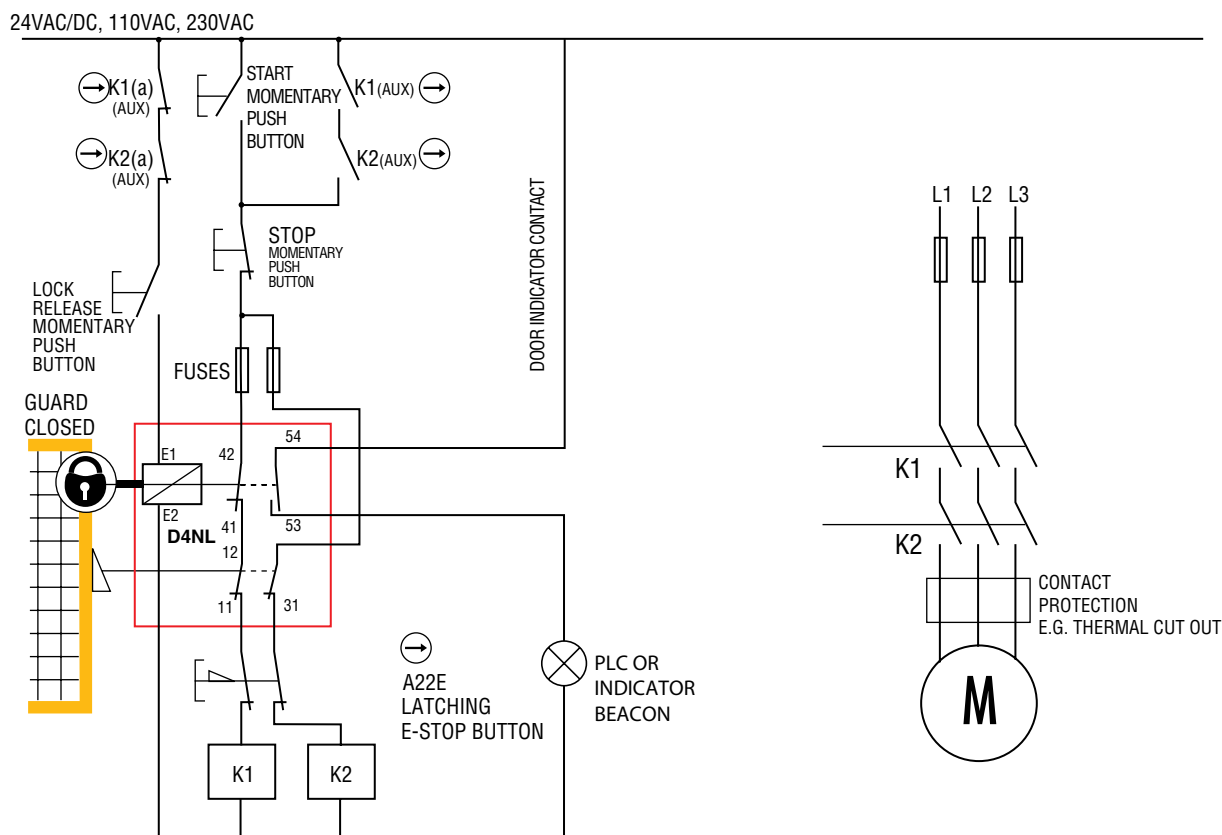 24VAC/DC, 110VAC, 230VAC
K1(a)
(AUX)
START
MOMENTARY
PUSH
BUTTON
K1(AUX)
K2(a)
(AUX)
K2(AUX)
STOP
MOMENTARY
PUSH
BUTTON
DOOR INDICATOR CONTACT
LOCK
RELEASE
MOMENTARY
PUSH
BUTTON
FUSES
GUARD
CLOSED
E1
42
54
E2
D4NL
41
53
12
11
31
A22E
LATCHING
E-STOP BUTTON
PLC OR
INDICATOR
BEACON
K1
K2
L1
L2
L3
K1
K2
CONTACT
PROTECTION
E.G. THERMAL CUT OUT
M